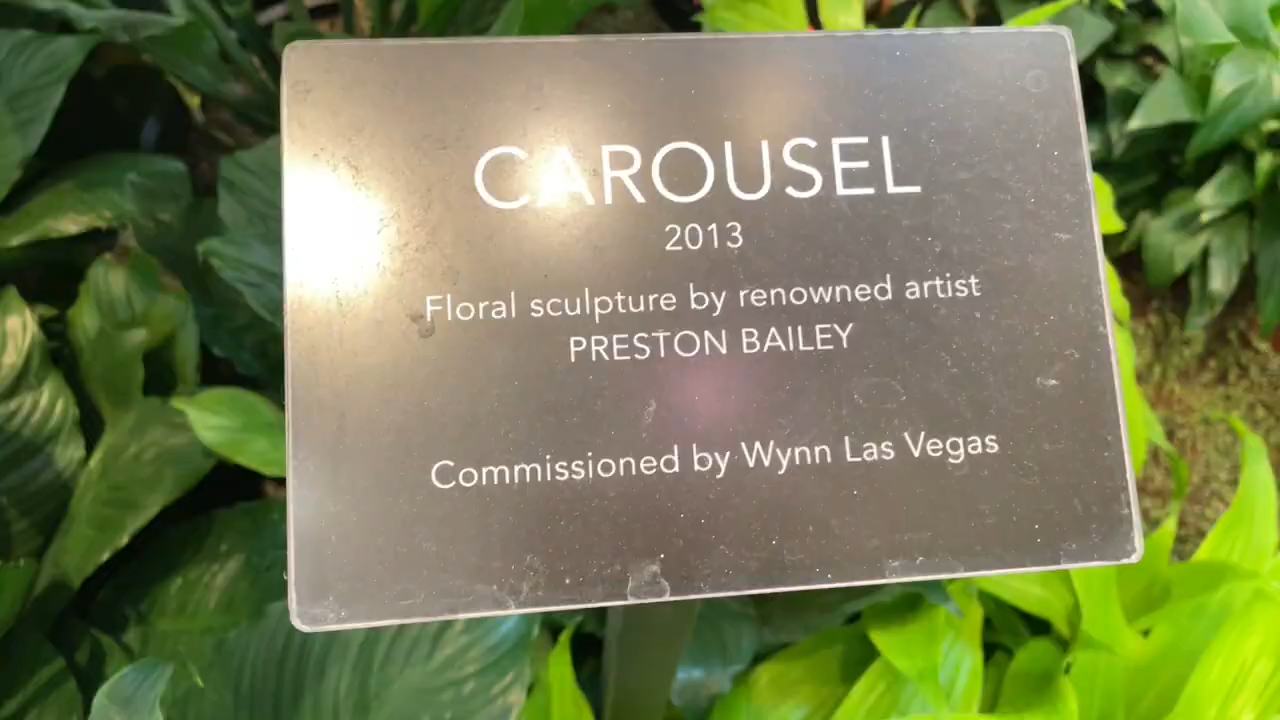 CAROUSEL
2013
Floral sculpture by renowned artist
PRESTON BAILEY
Commissioned by Wynn Las Vegas